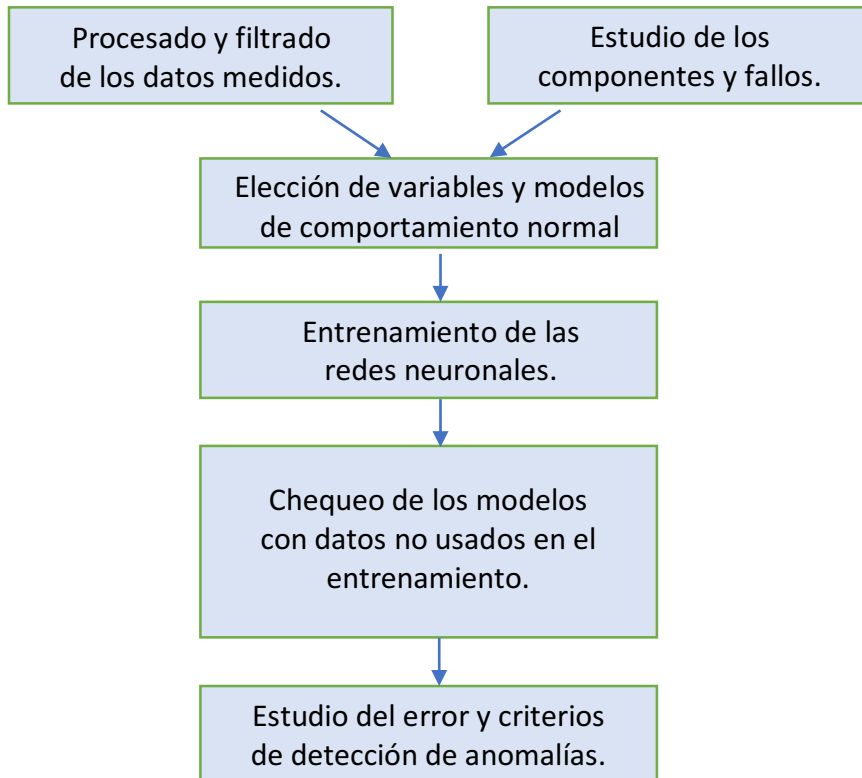 Procesado y filtrado
de los datos medidos.
Estudio de los
componentes y fallos.
Elección de variables y modelos
de comportamiento normal
Entrenamiento de las
redes neuronales.
Chequeo de los modelos
con datos no usados en el
entrenamiento.
Estudio del error y criterios
de detección de anomalías.